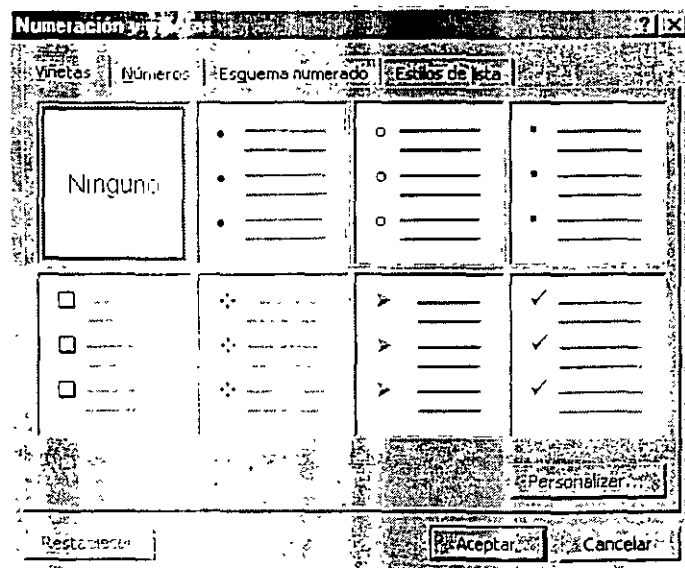 Numeración y
Viñetas Números Esquema numerado Estilos de lista
Ninguno
Personalizar...
Aceptar Cancelar